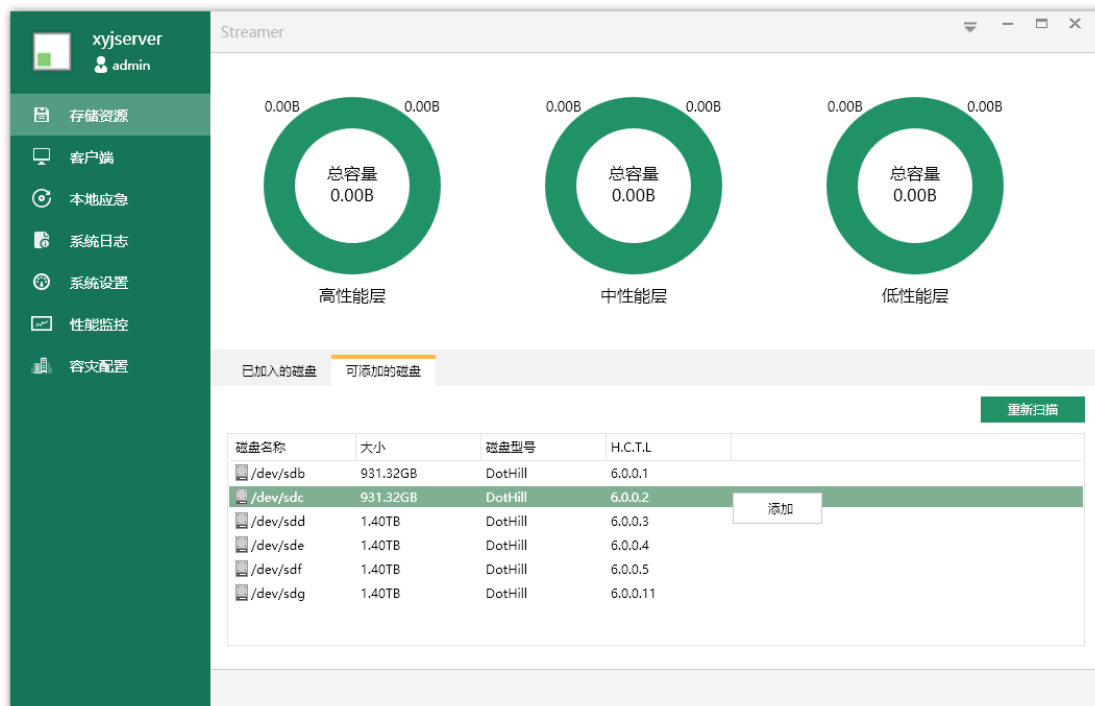 xyjserver
admin
存储资源
客户端
本地应急
系统日志
系统设置
性能监控
容灾配置
Streamer
0.00B 0.00B 0.00B 0.00B 0.00B 0.00B
总容量 总容量 总容量
0.00B 0.00B 0.00B
高性能层 中性能层 低性能层
已加入的磁盘 可添加的磁盘
重新扫描
磁盘名称 大小 磁盘型号 H.C.T.L
/dev/sdb 931.32GB DotHill 6.0.0.1
/dev/sdc 931.32GB DotHill 6.0.0.2
添加
/dev/sdd 1.40TB DotHill 6.0.0.3
/dev/sde 1.40TB DotHill 6.0.0.4
/dev/sdf 1.40TB DotHill 6.0.0.5
/dev/sdg 1.40TB DotHill 6.0.0.11